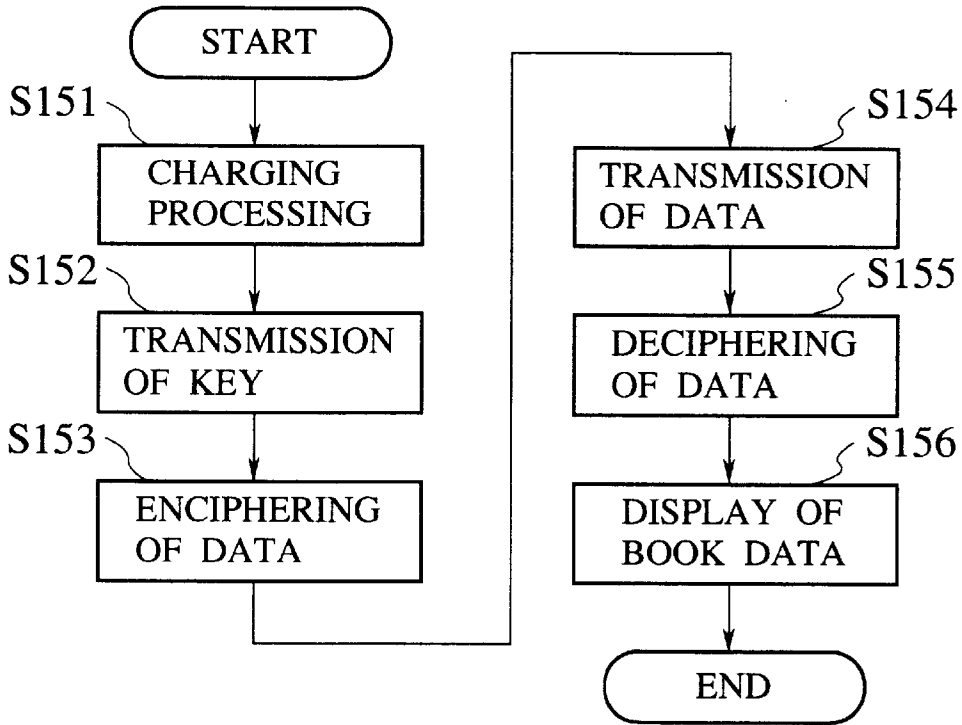 START
S151
CHARGING
PROCESSING
S152
TRANSMISSION
OF KEY
S153
ENCIPHERING
OF DATA
S154
TRANSMISSION
OF DATA
S155
DECIPHERING
OF DATA
S156
DISPLAY OF
BOOK DATA
END